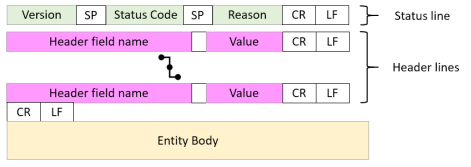 Version SP Status Code SP Reason CR LF Status line
Header field name Value CR LF
Header lines
Header field name Value CR LF
CR LF
Entity Body